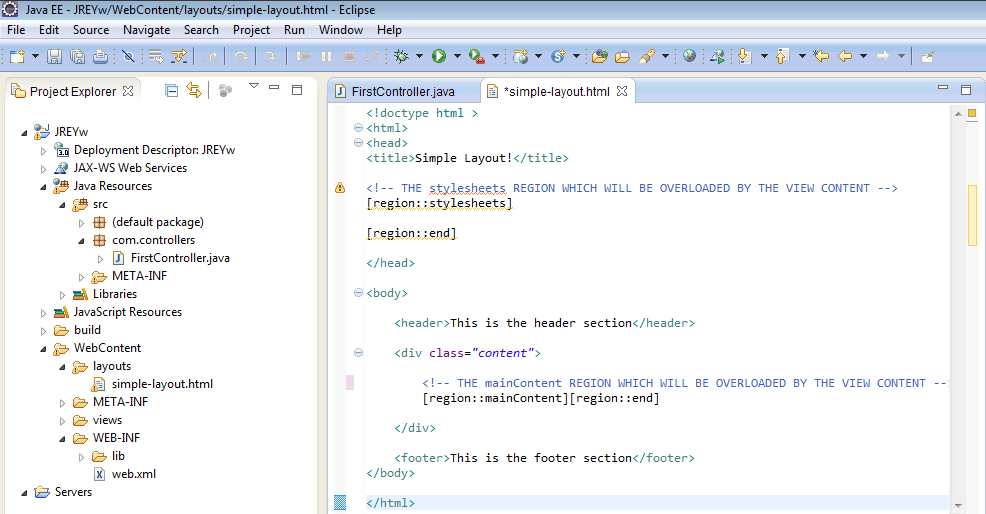 Java EE - JREYw/WebContent/layouts/simple-layout.html - Eclipse
File Edit Source Navigate Search Project Run Window Help
Project Explorer
JREYw
3.0 Deployment Descriptor: JREYw
JAX-WS Web Services
Java Resources
src
(default package)
com.controllers
FirstController.java
META-INF
Libraries
JavaScript Resources
build
WebContent
layouts
simple-layout.html
META-INF
views
WEB-INF
lib
web.xml
Servers
FirstController.java *simple-layout.html
<!doctype html >
<html>
<head>
<title>Simple Layout!</title>
<!-- THE stylesheets REGION WHICH WILL BE OVERLOADED BY THE VIEW CONTENT -->
[region::stylesheets]
[region::end]
</head>
<body>
<header>This is the header section</header>
<div class="content">
<!-- THE mainContent REGION WHICH WILL BE OVERLOADED BY THE VIEW CONTENT --
[region::mainContent][region::end]
</div>
<footer>This is the footer section</footer>
</body>
</html>